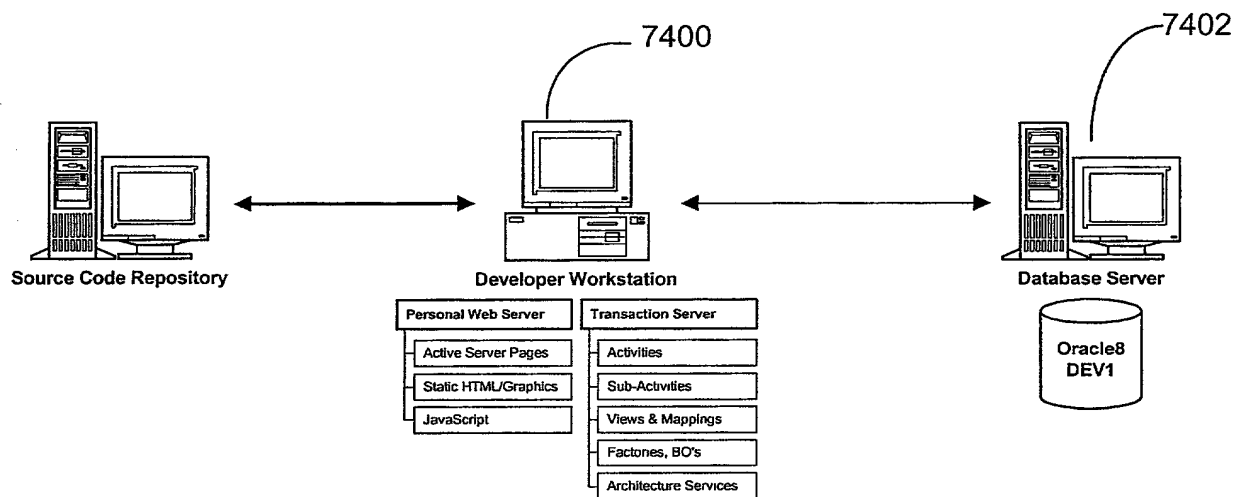 7400
7402
Source Code Repository
Developer Workstation
Database Server
Personal Web Server
Active Server Pages
Static HTML/Graphics
JavaScript
Transaction Server
Activities
Sub-Activities
Views & Mappings
Factories, BO's
Architecture Services
Oracle8
DEV1